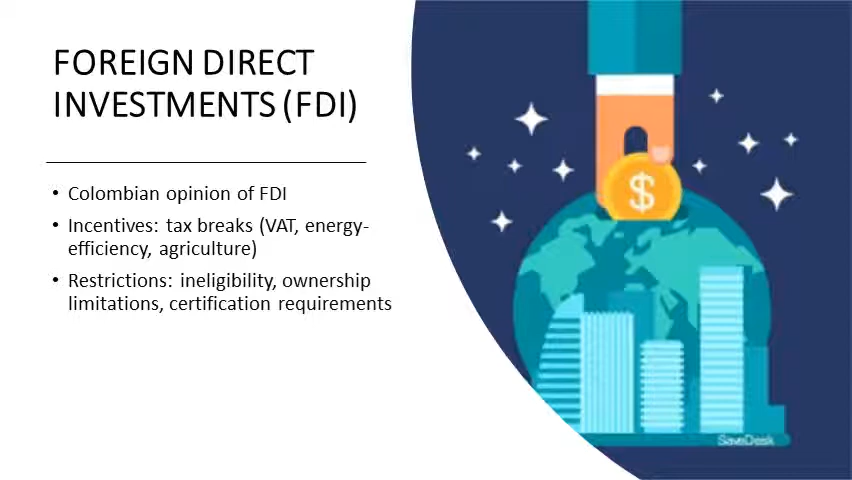 FOREIGN DIRECT
INVESTMENTS (FDI)
• Colombian opinion of FDI
• Incentives: tax breaks (VAT, energy-
efficiency, agriculture)
• Restrictions: ineligibility, ownership
limitations, certification requirements
$
SaveDesk